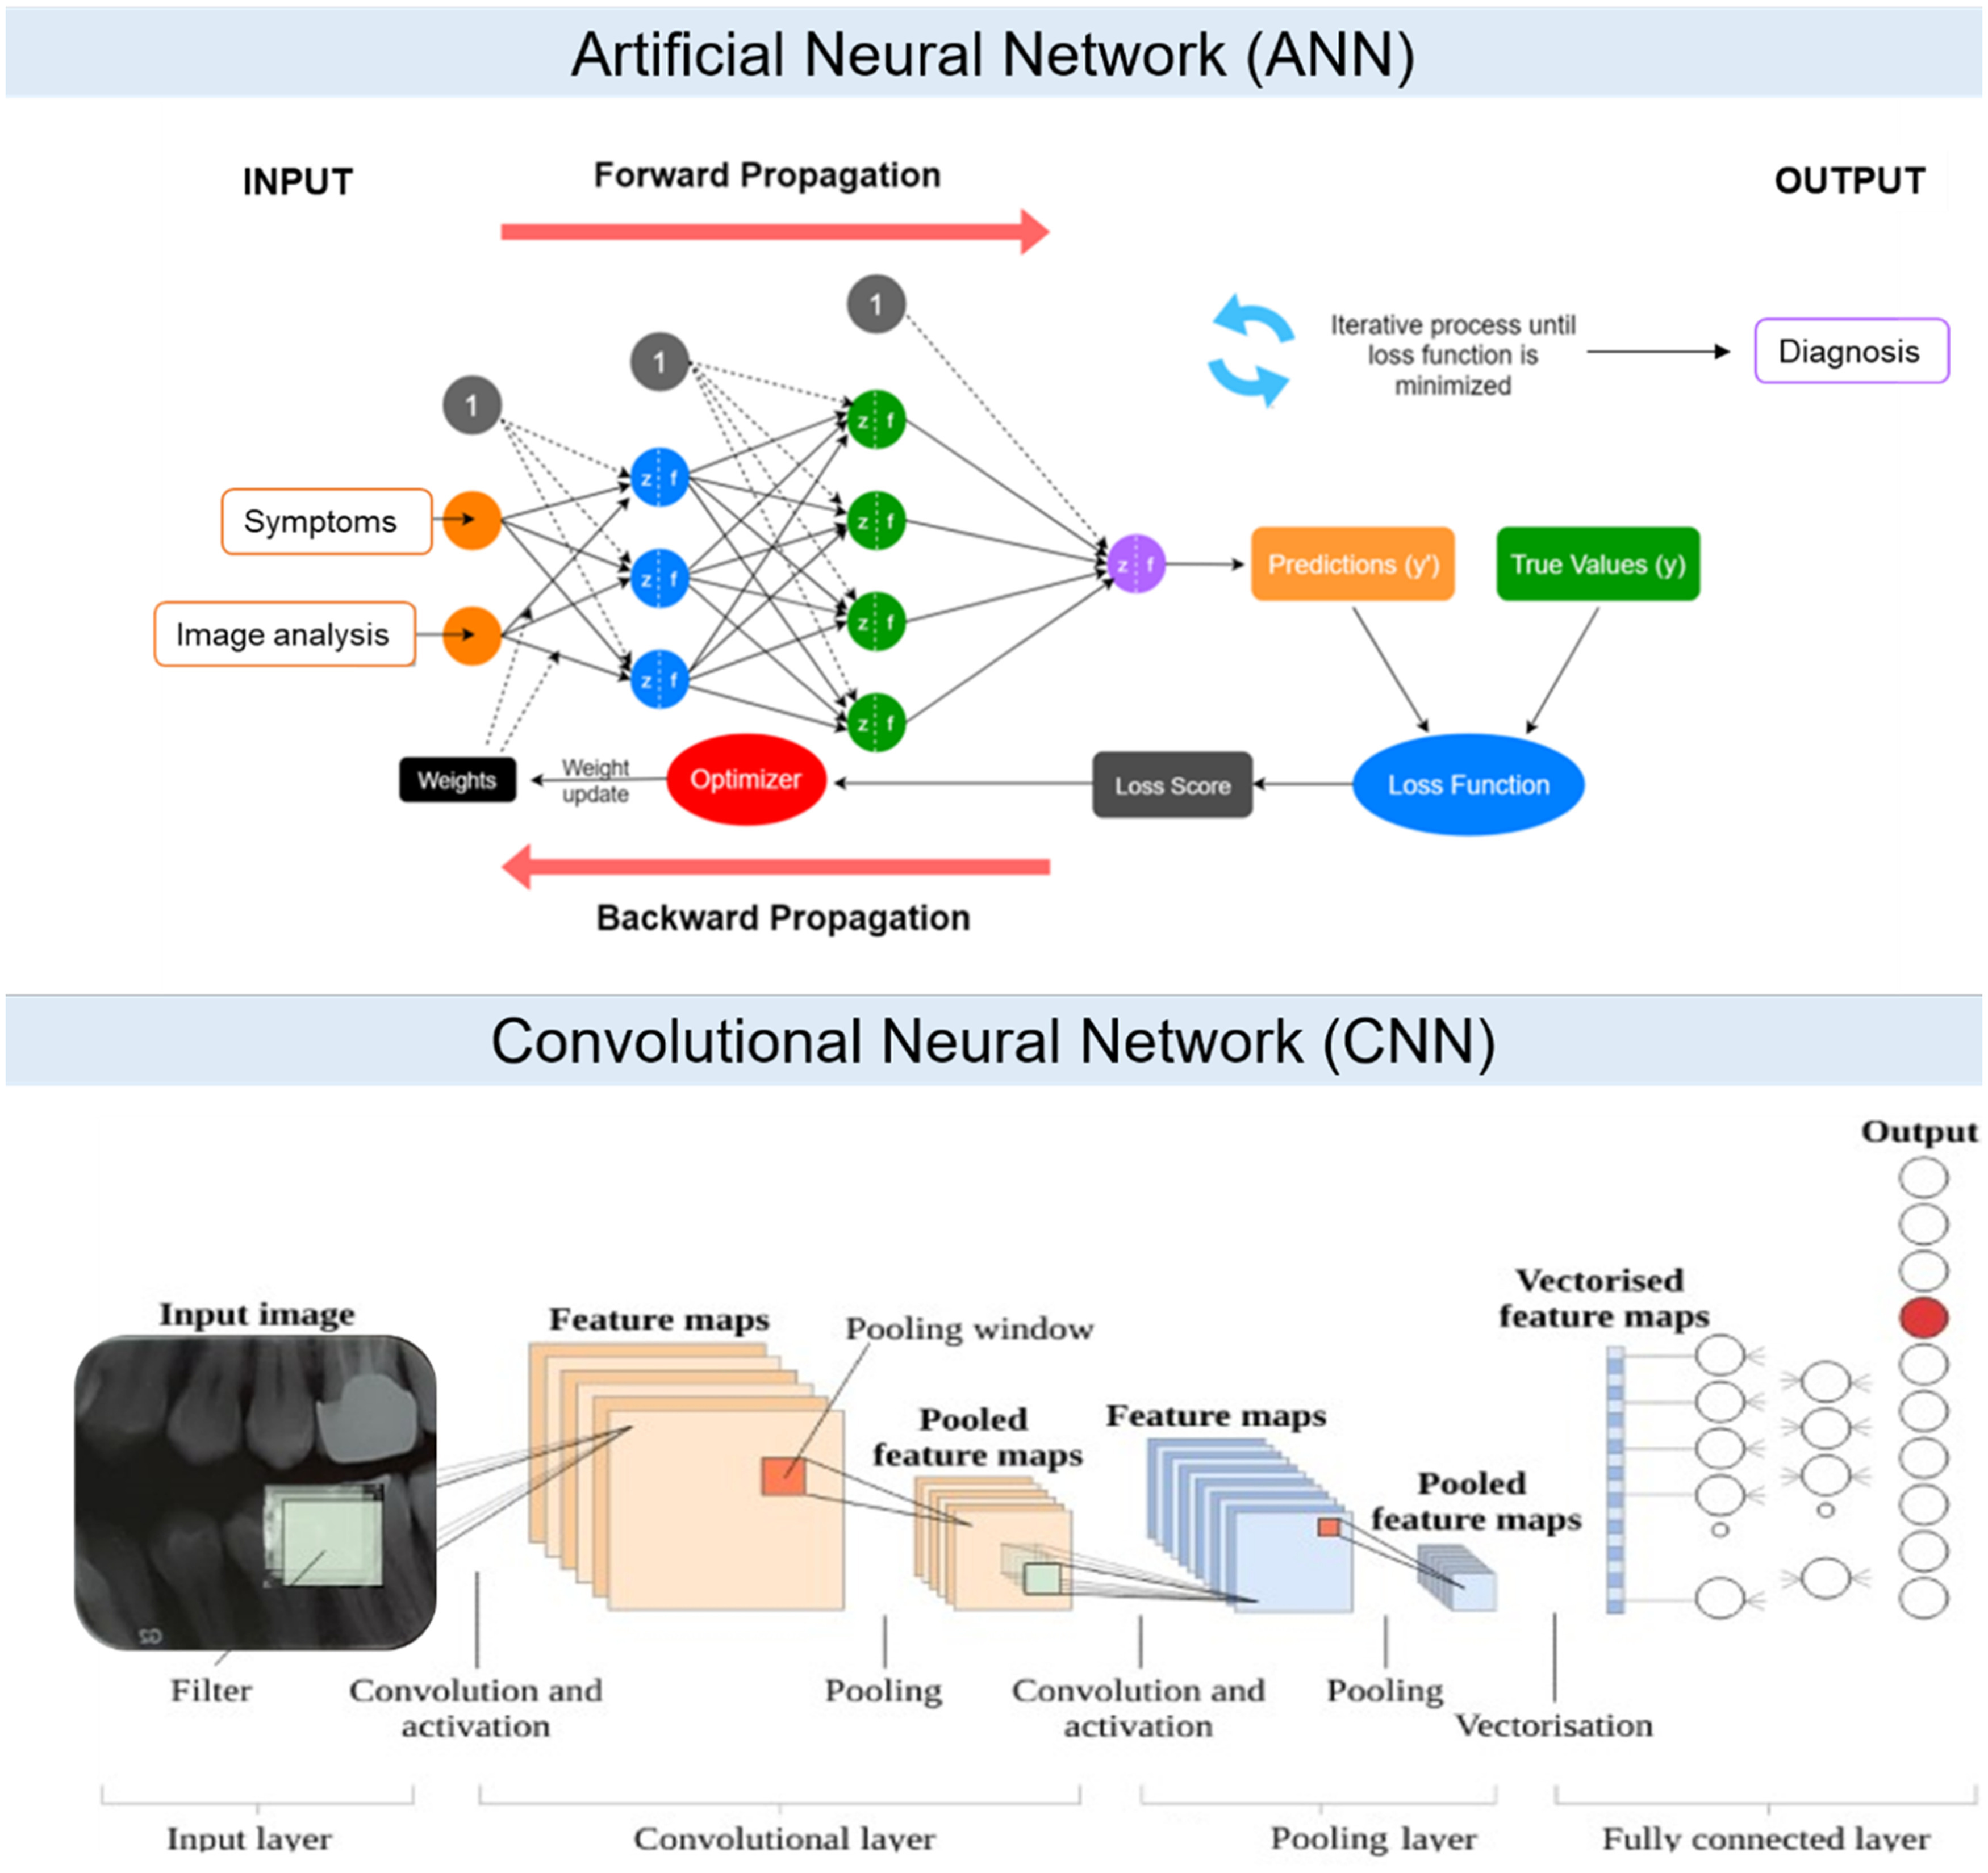 Artificial Neural Network (ANN)
INPUT
Forward Propagation
OUTPUT
1
1
1
Iterative process until
loss function is
minimized
Diagnosis
z f
z f
z f
z f
z f
z f
z f
z f
Symptoms
Image analysis
Predictions (y')
True Values (y)
Weights
Weight
update
Optimizer
Loss Score
Loss Function
Backward Propagation
Convolutional Neural Network (CNN)
Output
Input image
Feature maps
Pooling window
Pooled
feature maps
Feature maps
Pooled
feature maps
Vectorised
feature maps
Filter
Convolution and
activation
Pooling
Convolution and
activation
Pooling
Vectorisation
Input layer
Convolutional layer
Pooling layer
Fully connected layer